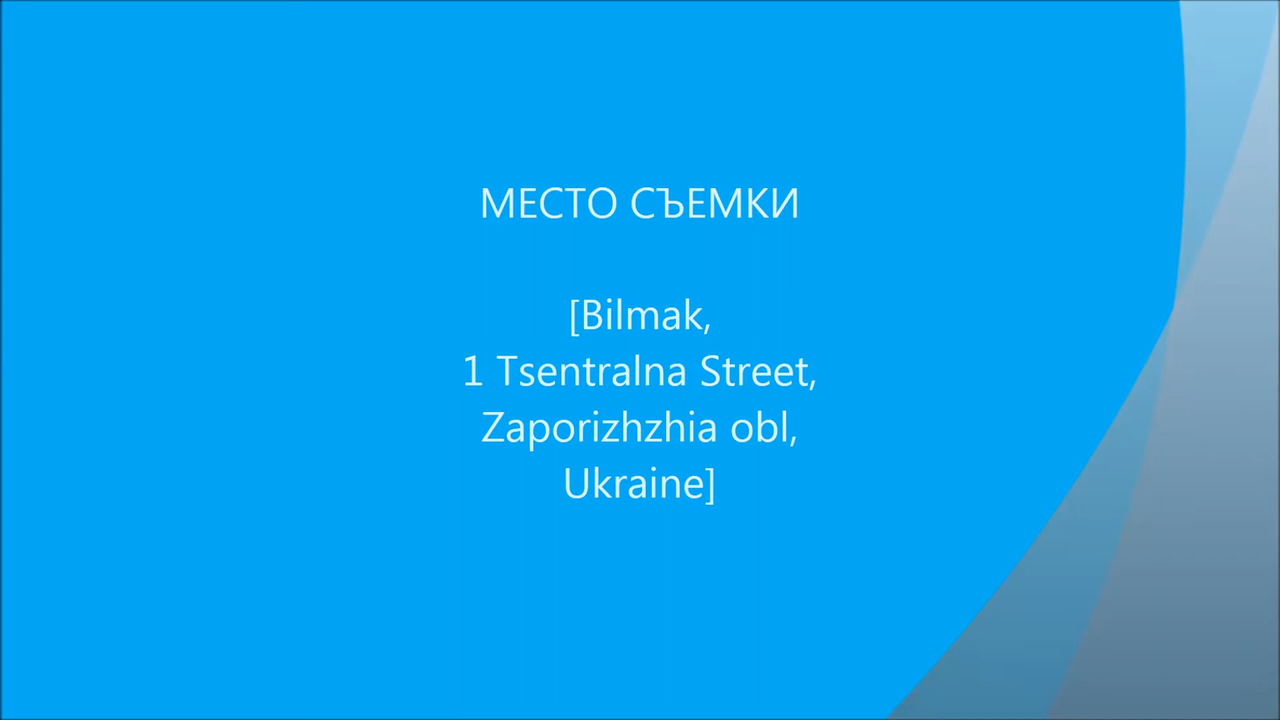 МЕСТО СЪЕМКИ
[Bilmak,
1 Tsentralna Street,
Zaporizhzhia obl,
Ukraine]